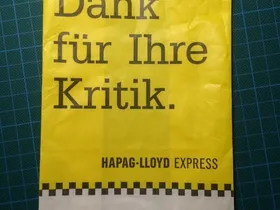 Dank
für Ihre
Kritik.
HAPAG-LLOYD EXPRESS